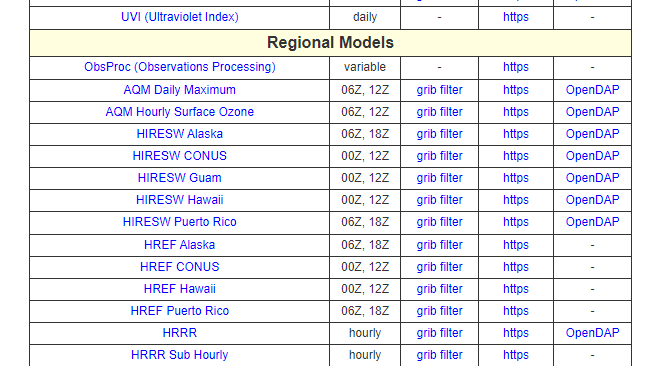 UVI (Ultraviolet Index) daily - https -
Regional Models
ObsProc (Observations Processing) variable - https -
AQM Daily Maximum 06Z, 12Z grib filter https OpenDAP
AQM Hourly Surface Ozone 06Z, 12Z grib filter https OpenDAP
HIRESW Alaska 06Z, 18Z grib filter https OpenDAP
HIRESW CONUS 00Z, 12Z grib filter https OpenDAP
HIRESW Guam 00Z, 12Z grib filter https OpenDAP
HIRESW Hawaii 00Z, 12Z grib filter https OpenDAP
HIRESW Puerto Rico 06Z, 18Z grib filter https OpenDAP
HREF Alaska 06Z, 18Z grib filter https -
HREF CONUS 00Z, 12Z grib filter https -
HREF Hawaii 00Z, 12Z grib filter https -
HREF Puerto Rico 06Z, 18Z grib filter https -
HRRR hourly grib filter https OpenDAP
HRRR Sub Hourly hourly grib filter https -